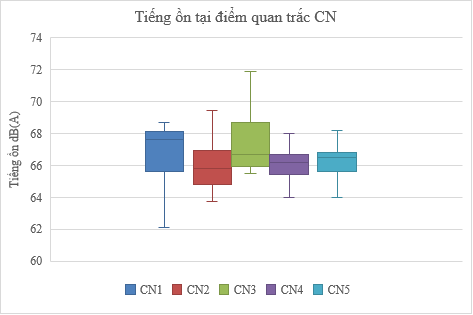 Tiếng ồn tại điểm quan trắc CN
Tiếng ồn dB(A)
74
72
70
68
66
64
62
60
CN1 CN2 CN3 CN4 CN5